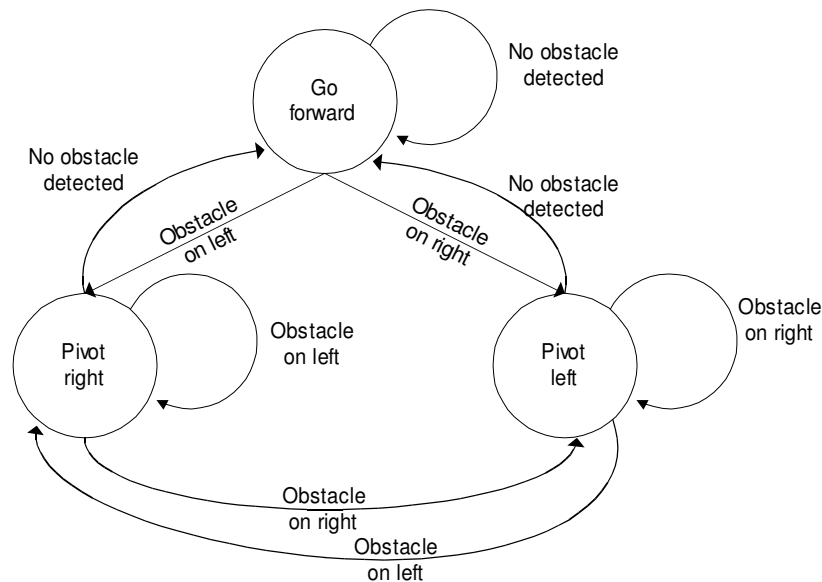 Go
forward
No obstacle
detected
No obstacle
detected
No obstacle
detected
Obstacle
on left
Obstacle
on right
Pivot
right
Obstacle
on left
Pivot
left
Obstacle
on right
Obstacle
on right
Obstacle
on left